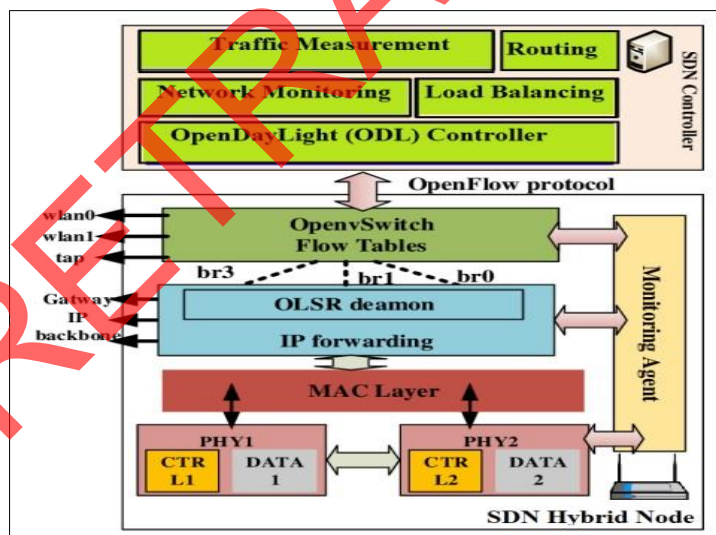 Traffic Measurement
Routing
Network Monitoring
Load Balancing
OpenDayLight (ODL) Controller
SDN Controller
OpenFlow protocol
wlan0
wlan1
tap
OpenvSwitch
Flow Tables
br3
br1
br0
Gatway
IP
backbone
OLSR deamon
IP forwarding
Monitoring Agent
MAC Layer
PHY1
CTR
L1
DATA
1
PHY2
CTR
L2
DATA
2
SDN Hybrid Node
RETRA